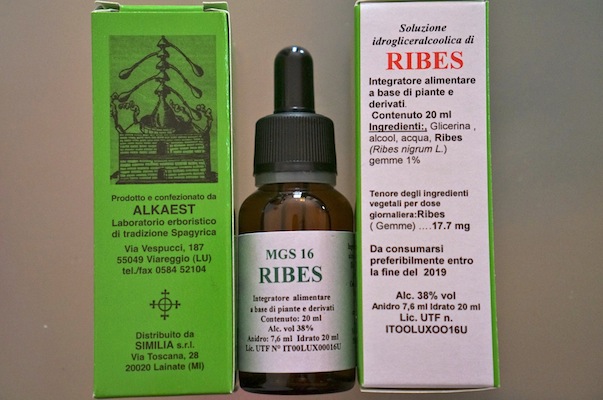 Prodotto e confezionato da
ALKAEST
Laboratorio erboristico
di tradizione Spagyrica
Via Vespucci, 187
55049 Viareggio (LU)
tel./fax 0584 52104
Distribuito da
SIMILIA s.r.l.
Via Toscana, 28
20020 Lainate (MI)
MGS 16
RIBES
Integratore alimentare
a base di piante e derivati
Contenuto: 20 ml
Alc. vol 38%
Anidro: 7,6 ml Idrato 20 ml
Lic. UTF N° IT00LUX00016U
Soluzione
idrogliceralcoolica di
RIBES
Integratore alimentare
a base di piante e
derivati.
Contenuto 20 ml
Ingredienti:, Glicerina ,
alcool, acqua, Ribes
(Ribes nigrum L.)
gemme 1%
Tenore degli ingredienti
vegetali per dose
giornaliera:Ribes
( Gemme) ....17.7 mg
Da consumarsi
preferibilmente entro
la fine del 2019
Alc. 38% vol
Anidro 7,6 ml Idrato 20 ml
Lic. UTF n.
ITOOLUXOO16U